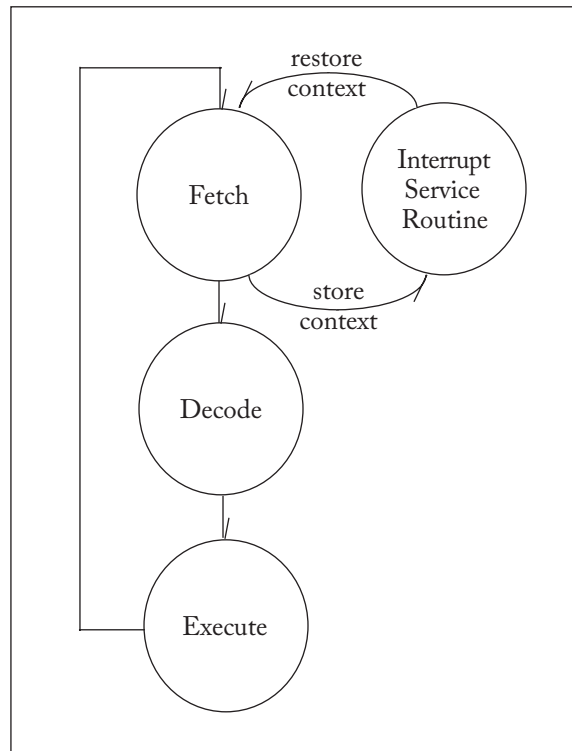 restore
context
Fetch
Interrupt
Service
Routine
store
context
Decode
Execute